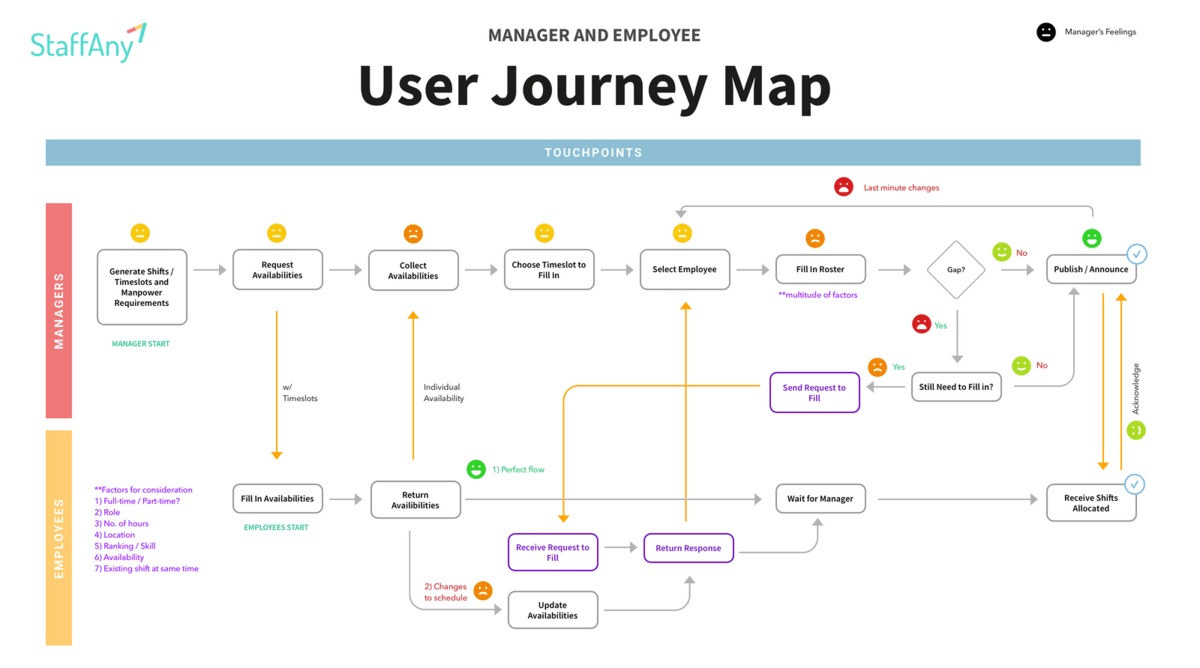 StaffAny
MANAGER AND EMPLOYEE
Manager's Feelings
User Journey Map
TOUCHPOINTS
Last minute changes
MANAGERS
Generate Shifts /
Timeslots and
Manpower
Requirements
MANAGER START
Request
Availabilities
Collect
Availabilities
Choose Timeslot to
Fill In
Select Employee
Fill In Roster
**multitude of factors
Gap?
No
Publish / Announce
Yes
w/
Timeslots
Individual
Availability
Send Request to
Fill
Yes
Still Need to Fill in?
No
Acknowledge
EMPLOYEES
**Factors for consideration
1) Full-time / Part-time?
2) Role
3) No. of hours
4) Location
5) Ranking / Skill
6) Availability
7) Existing shift at same time
Fill In Availabilities
EMPLOYEES START
Return
Availibilities
1) Perfect flow
Wait for Manager
Receive Shifts
Allocated
Receive Request to
Fill
Return Response
2) Changes
to schedule
Update
Availabilities